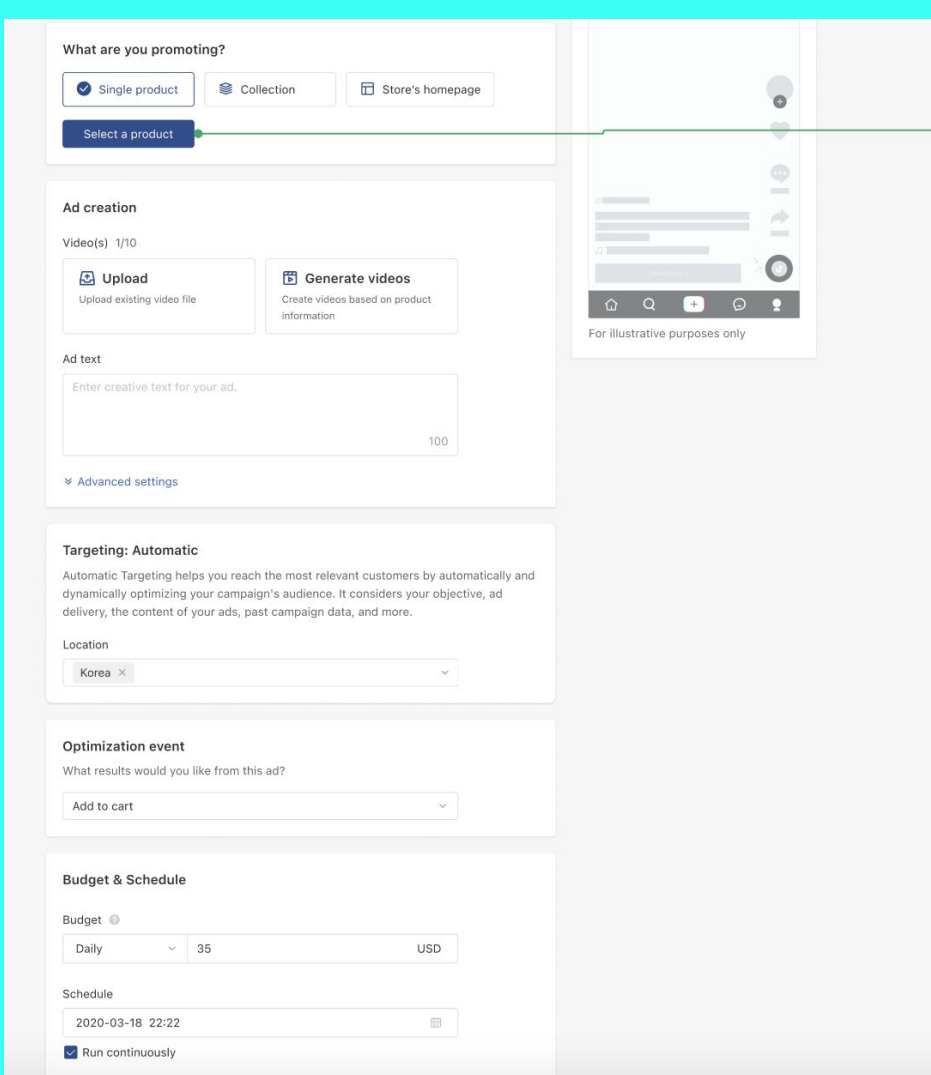 What are you promoting?
Single product
Collection
Store's homepage
Select a product
Ad creation
Video(s) 1/10
Upload
Upload existing video file
Generate videos
Create videos based on product
information
Ad text
Enter creative text for your ad.
100
Advanced settings
For illustrative purposes only
Targeting: Automatic
Automatic Targeting helps you reach the most relevant customers by automatically and
dynamically optimizing your campaign's audience. It considers your objective, ad
delivery, the content of your ads, past campaign data, and more.
Location
Korea ×
Optimization event
What results would you like from this ad?
Add to cart
Budget & Schedule
Budget
Daily 35 USD
Schedule
2020-03-18 22:22
Run continuously